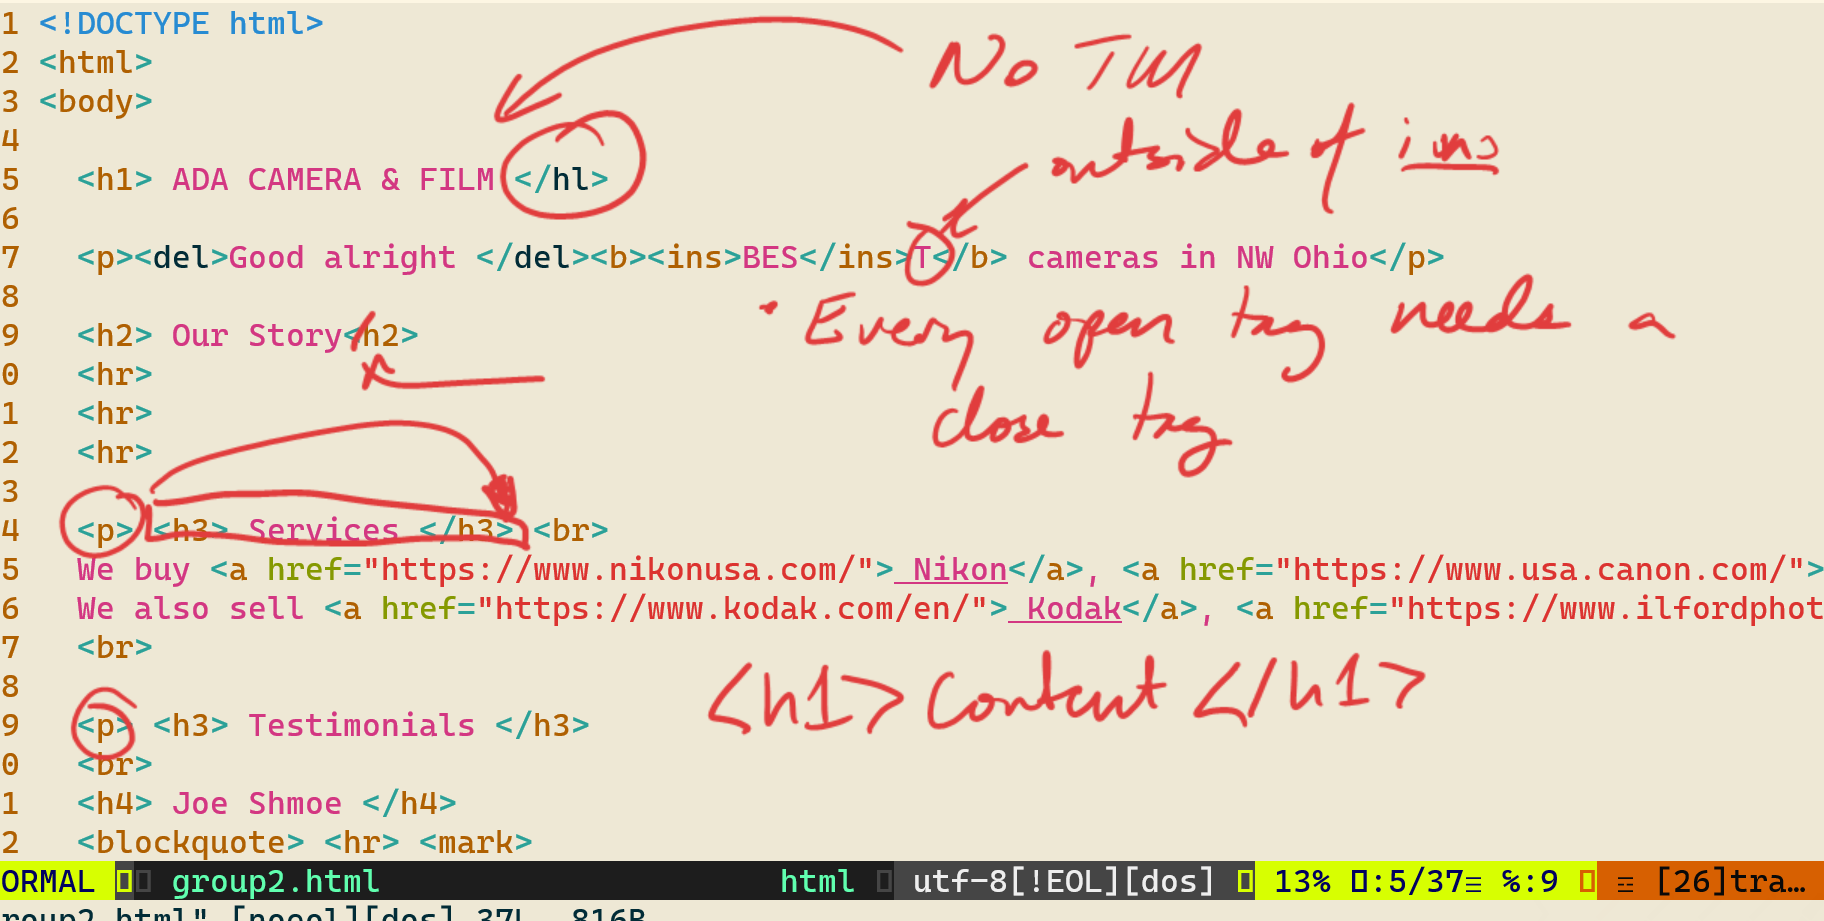 1 <!DOCTYPE html>
2 <html>
3 <body>
No TM
4
outside of ins
5 <h1> ADA CAMERA & FILM </hl>
6
7 <p><del>Good alright </del><b><ins>BES</ins>T</b> cameras in NW Ohio</p>
8
· Every open tag needs a
9 <h2> Our Story</h2>
0 <hr>
close tag
1 <hr>
2 <hr>
3
4 <p> <h3> Services </h3> <br>
5 We buy <a href="https://www.nikonusa.com/"> Nikon</a>, <a href="https://www.usa.canon.com/">
6 We also sell <a href="https://www.kodak.com/en/"> Kodak</a>, <a href="https://www.ilfordphot
7 <br>
8
<h1> Content </h1>
9 <p> <h3> Testimonials </h3>
0 <br>
1 <h4> Joe Shmoe </h4>
2 <blockquote> <hr> <mark>
ORMAL group2.html html utf-8[!EOL][dos] 13% :5/37≡ ℅:9 ☲ [26]tra…
roup2.html" [noeol][dos] 37L, 816B